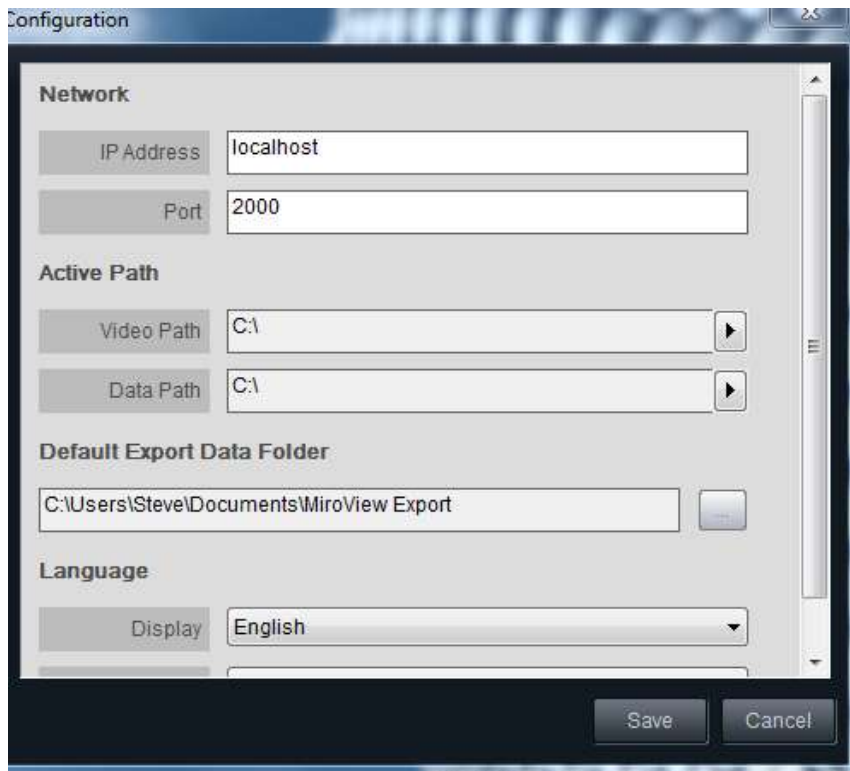 Configuration
Network
IP Address localhost
Port 2000
Active Path
Video Path C:\
Data Path C:\
Default Export Data Folder
C:\Users\Steve\Documents\MiroView Export
...
Language
Display English
Save Cancel